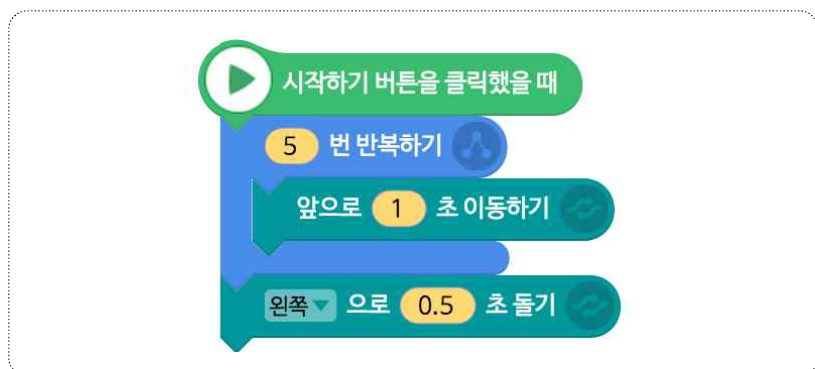 시작하기 버튼을 클릭했을 때
5 번 반복하기
앞으로 1 초 이동하기
왼쪽 으로 0.5 초 돌기